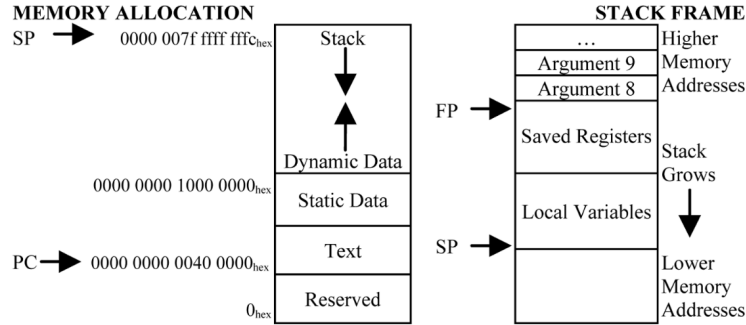 MEMORY ALLOCATION
SP 0000 007f ffff fffchex
Stack
Dynamic Data
0000 0000 1000 0000hex
Static Data
PC 0000 0000 0040 0000hex
Text
0hex
Reserved
STACK FRAME
...
Higher
Memory
Addresses
Argument 9
Argument 8
FP
Saved Registers
Stack
Grows
Local Variables
SP
Lower
Memory
Addresses